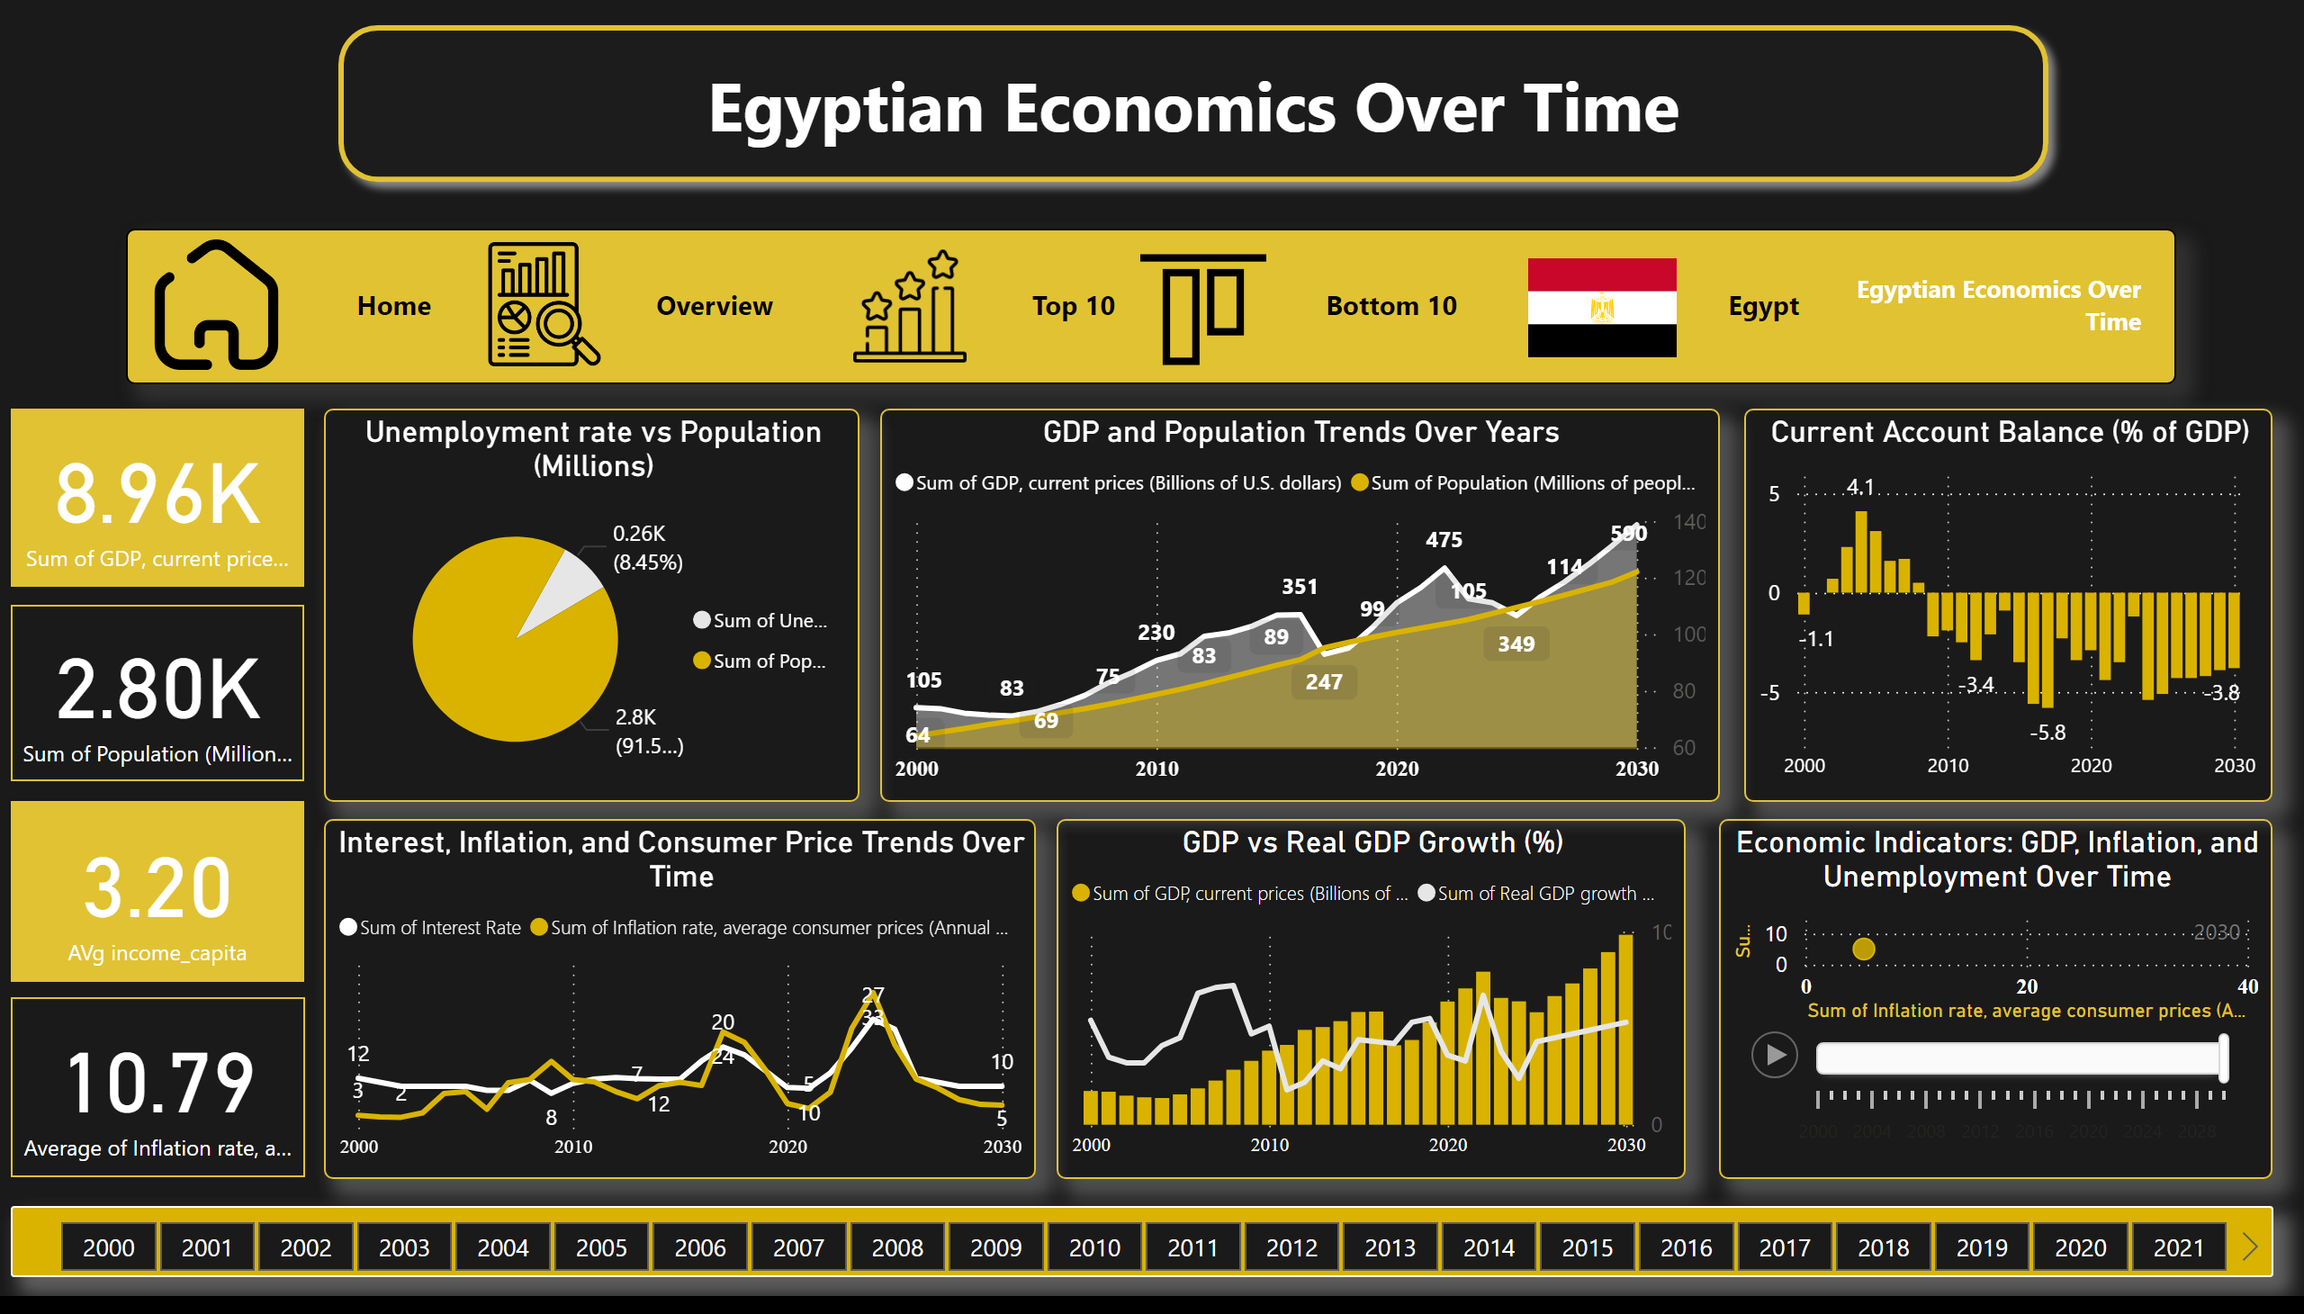 Egyptian Economics Over Time
Home
Overview
Top 10
Bottom 10
Egypt
Egyptian Economics Over
Time
8.96K
Sum of GDP, current price...
2.80K
Sum of Population (Million...
3.20
AVg income_capita
10.79
Average of Inflation rate, a...
Unemployment rate vs Population
(Millions)
0.26K
(8.45%)
Sum of Une...
Sum of Pop...
2.8K
(91.5...)
GDP and Population Trends Over Years
Sum of GDP, current prices (Billions of U.S. dollars)
Sum of Population (Millions of peopl...
140
120
100
80
60
105
64
83
69
75
230
83
89
351
247
99
475
105
349
114
590
2000
2010
2020
2030
Current Account Balance (% of GDP)
5
0
-5
4.1
-1.1
-3.4
-5.8
-3.8
2000
2010
2020
2030
Interest, Inflation, and Consumer Price Trends Over
Time
Sum of Interest Rate
Sum of Inflation rate, average consumer prices (Annual ...
12
3
2
8
7
12
20
24
5
10
27
33
10
5
2000
2010
2020
2030
GDP vs Real GDP Growth (%)
Sum of GDP, current prices (Billions of ...
Sum of Real GDP growth ...
10
0
2000
2010
2020
2030
Economic Indicators: GDP, Inflation, and
Unemployment Over Time
Su...
10
0
2030
0
20
40
Sum of Inflation rate, average consumer prices (A...
2000 2004 2008 2012 2016 2020 2024 2028
2000 2001 2002 2003 2004 2005 2006 2007 2008 2009 2010 2011 2012 2013 2014 2015 2016 2017 2018 2019 2020 2021